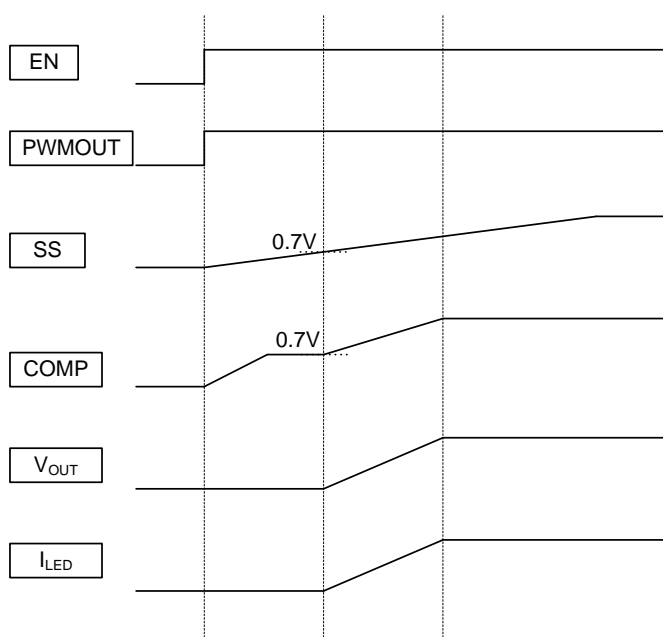 EN
PWMOUT
0.7V
SS
0.7V
COMP
VOUT
ILED